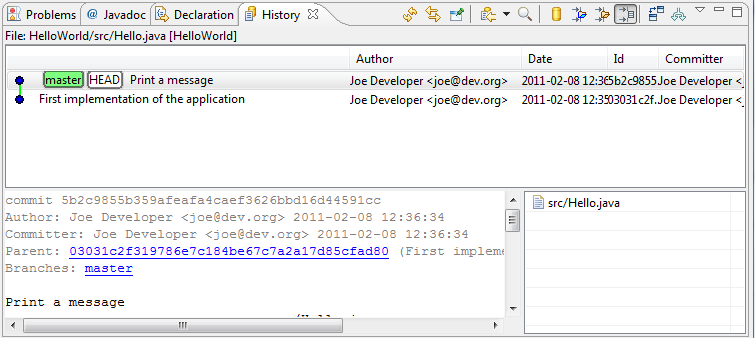 Problems @ Javadoc Declaration History
File: HelloWorld/src/Hello.java [HelloWorld]
Author Date Id Committer
master HEAD Print a message Joe Developer <joe@dev.org> 2011-02-08 12:36 5b2c9855 Joe Developer <j
First implementation of the application Joe Developer <joe@dev.org> 2011-02-08 12:35 03031c2f. Joe Developer <j
commit 5b2c9855b359afeafa4caef3626bbd16d44591cc
Author: Joe Developer <joe@dev.org> 2011-02-08 12:36:34
Committer: Joe Developer <joe@dev.org> 2011-02-08 12:36:34
Parent: 03031c2f319786e7c184be67c7a2a17d85cfad80 (First impleme
Branches: master
Print a message
src/Hello.java